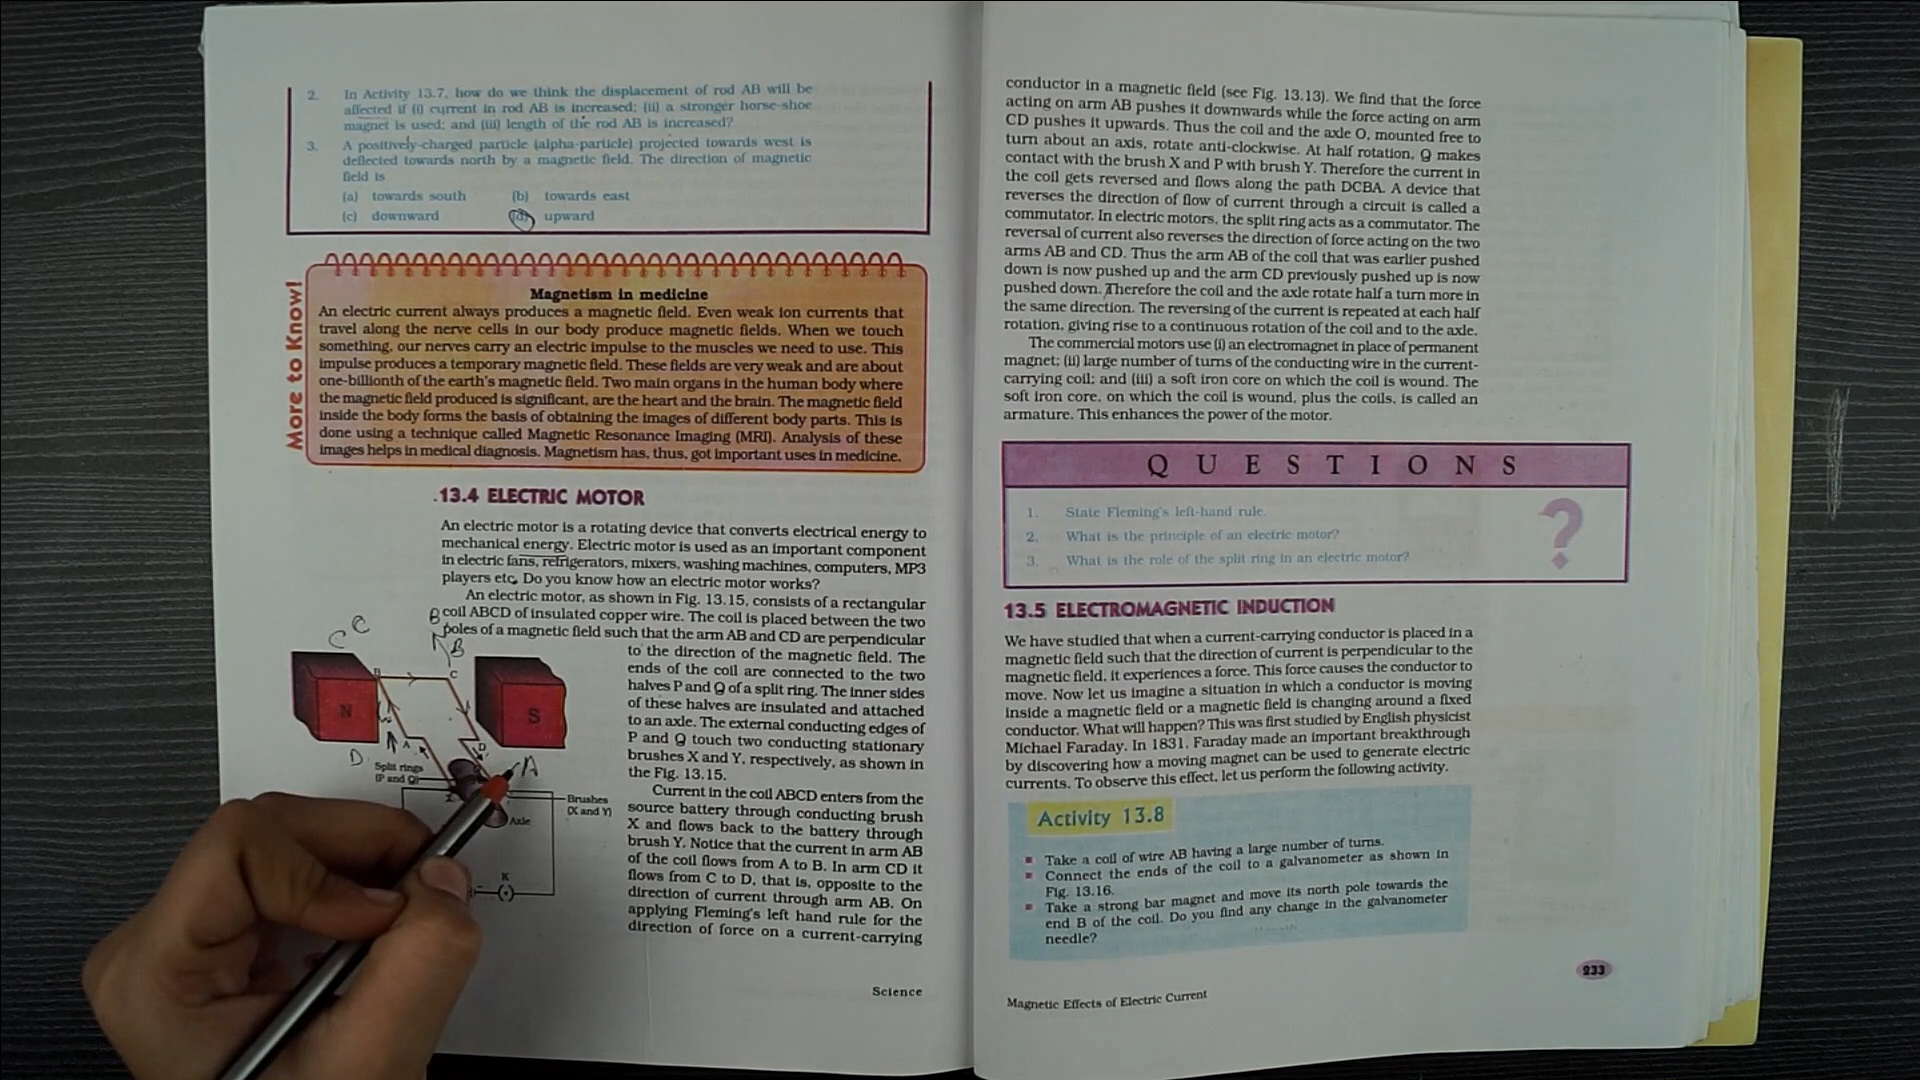 2. In Activity 13.7, how do we think the displacement of rod AB will be
affected if (i) current in rod AB is increased; (ii) a stronger horse-shoe
magnet is used; and (iii) length of the rod AB is increased?
3. A positively-charged particle (alpha-particle) projected towards west is
deflected towards north by a magnetic field. The direction of magnetic
field is
(a) towards south (b) towards east
(c) downward (d) upward
More to Know!
Magnetism in medicine
An electric current always produces a magnetic field. Even weak ion currents that
travel along the nerve cells in our body produce magnetic fields. When we touch
something, our nerves carry an electric impulse to the muscles we need to use. This
impulse produces a temporary magnetic field. These fields are very weak and are about
one-billionth of the earth's magnetic field. Two main organs in the human body where
the magnetic field produced is significant, are the heart and the brain. The magnetic field
inside the body forms the basis of obtaining the images of different body parts. This is
done using a technique called Magnetic Resonance Imaging (MRI). Analysis of these
images helps in medical diagnosis. Magnetism has, thus, got important uses in medicine.
13.4 ELECTRIC MOTOR
An electric motor is a rotating device that converts electrical energy to
mechanical energy. Electric motor is used as an important component
in electric fans, refrigerators, mixers, washing machines, computers, MP3
players etc. Do you know how an electric motor works?
An electric motor, as shown in Fig. 13.15, consists of a rectangular
coil ABCD of insulated copper wire. The coil is placed between the two
poles of a magnetic field such that the arm AB and CD are perpendicular
to the direction of the magnetic field. The
ends of the coil are connected to the two
halves P and Q of a split ring. The inner sides
of these halves are insulated and attached
to an axle. The external conducting edges of
P and Q touch two conducting stationary
brushes X and Y, respectively, as shown in
the Fig. 13.15.
Current in the coil ABCD enters from the
source battery through conducting brush
X and flows back to the battery through
brush Y. Notice that the current in arm AB
of the coil flows from A to B. In arm CD it
flows from C to D, that is, opposite to the
direction of current through arm AB. On
applying Fleming's left hand rule for the
direction of force on a current-carrying
C C
B
B
B
C
N
S
A
D
D
A
Split rings
(P and Q)
X
Brushes
(X and Y)
Axle
K
Science
conductor in a magnetic field (see Fig. 13.13). We find that the force
acting on arm AB pushes it downwards while the force acting on arm
CD pushes it upwards. Thus the coil and the axle O, mounted free to
turn about an axis, rotate anti-clockwise. At half rotation, Q makes
contact with the brush X and P with brush Y. Therefore the current in
the coil gets reversed and flows along the path DCBA. A device that
reverses the direction of flow of current through a circuit is called a
commutator. In electric motors, the split ring acts as a commutator. The
reversal of current also reverses the direction of force acting on the two
arms AB and CD. Thus the arm AB of the coil that was earlier pushed
down is now pushed up and the arm CD previously pushed up is now
pushed down. Therefore the coil and the axle rotate half a turn more in
the same direction. The reversing of the current is repeated at each half
rotation, giving rise to a continuous rotation of the coil and to the axle.
The commercial motors use (i) an electromagnet in place of permanent
magnet; (ii) large number of turns of the conducting wire in the current-
carrying coil; and (iii) a soft iron core on which the coil is wound. The
soft iron core, on which the coil is wound, plus the coils, is called an
armature. This enhances the power of the motor.
QUESTIONS
?
1. State Fleming's left-hand rule.
2. What is the principle of an electric motor?
3. What is the role of the split ring in an electric motor?
13.5 ELECTROMAGNETIC INDUCTION
We have studied that when a current-carrying conductor is placed in a
magnetic field such that the direction of current is perpendicular to the
magnetic field, it experiences a force. This force causes the conductor to
move. Now let us imagine a situation in which a conductor is moving
inside a magnetic field or a magnetic field is changing around a fixed
conductor. What will happen? This was first studied by English physicist
Michael Faraday. In 1831, Faraday made an important breakthrough
by discovering how a moving magnet can be used to generate electric
currents. To observe this effect, let us perform the following activity.
Activity 13.8
Take a coil of wire AB having a large number of turns.
Connect the ends of the coil to a galvanometer as shown in
Fig. 13.16.
Take a strong bar magnet and move its north pole towards the
end B of the coil. Do you find any change in the galvanometer
needle?
233
Magnetic Effects of Electric Current